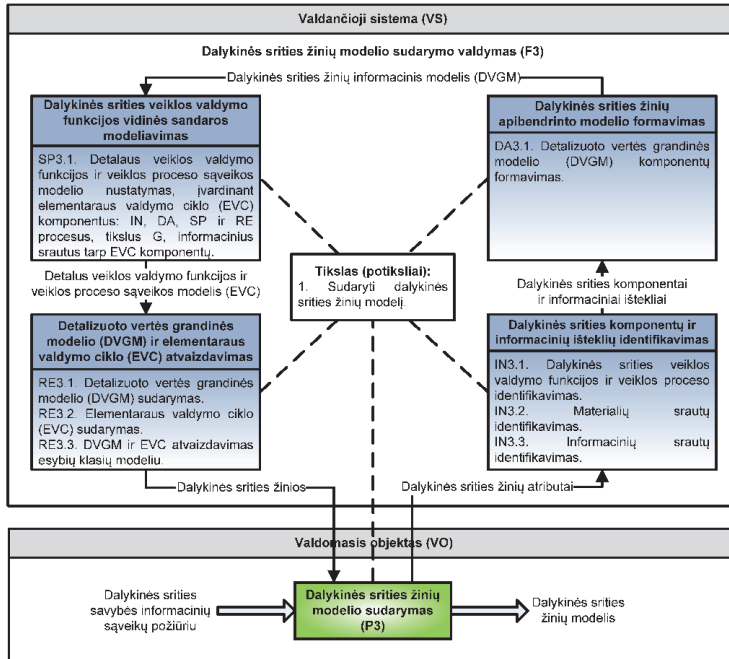 Valdančioji sistema (VS)
Dalykinės srities žinių modelio sudarymo valdymas (F3)
Dalykinės srities žinių informacinis modelis (DVGM)
Dalykinės srities veiklos valdymo
funkcijos vidinės sandaros
modeliavimas
SP3.1. Detalaus veiklos valdymo
funkcijos ir veiklos proceso sąveikos
modelio nustatymas, įvardinant
elementaraus valdymo ciklo (EVC)
komponentus: IN, DA, SP ir RE
procesus, tikslus G, informacinius
srautus tarp EVC komponentų.
Dalykinės srities žinių
apibendrinto modelio formavimas
DA3.1. Detalizuoto vertės grandinės
modelio (DVGM) komponentų
formavimas.
Tikslas (potiksliai):
1. Sudaryti dalykinės
srities žinių modelį.
Detalus veiklos valdymo funkcijos ir
veiklos proceso sąveikos modelis (EVC)
Dalykinės srities komponentai
ir informaciniai ištekliai
Detalizuoto vertės grandinės
modelio (DVGM) ir elementaraus
valdymo ciklo (EVC) atvaizdavimas
RE3.1. Detalizuoto vertės grandinės
modelio (DVGM) sudarymas.
RE3.2. Elementaraus valdymo ciklo
(EVC) sudarymas.
RE3.3. DVGM ir EVC atvaizdavimas
esybių klasių modeliu.
Dalykinės srities komponentų ir
informacinių išteklių identifikavimas
IN3.1. Dalykinės srities veiklos
valdymo funkcijos ir veiklos proceso
identifikavimas.
IN3.2. Materialių srautų
identifikavimas.
IN3.3. Informacinių srautų
identifikavimas.
Dalykinės srities žinios
Dalykinės srities žinių atributai
Valdomasis objektas (VO)
Dalykinės srities
savybės informacinių
sąveikų požiūriu
Dalykinės srities žinių
modelio sudarymas
(P3)
Dalykinės srities
žinių modelis